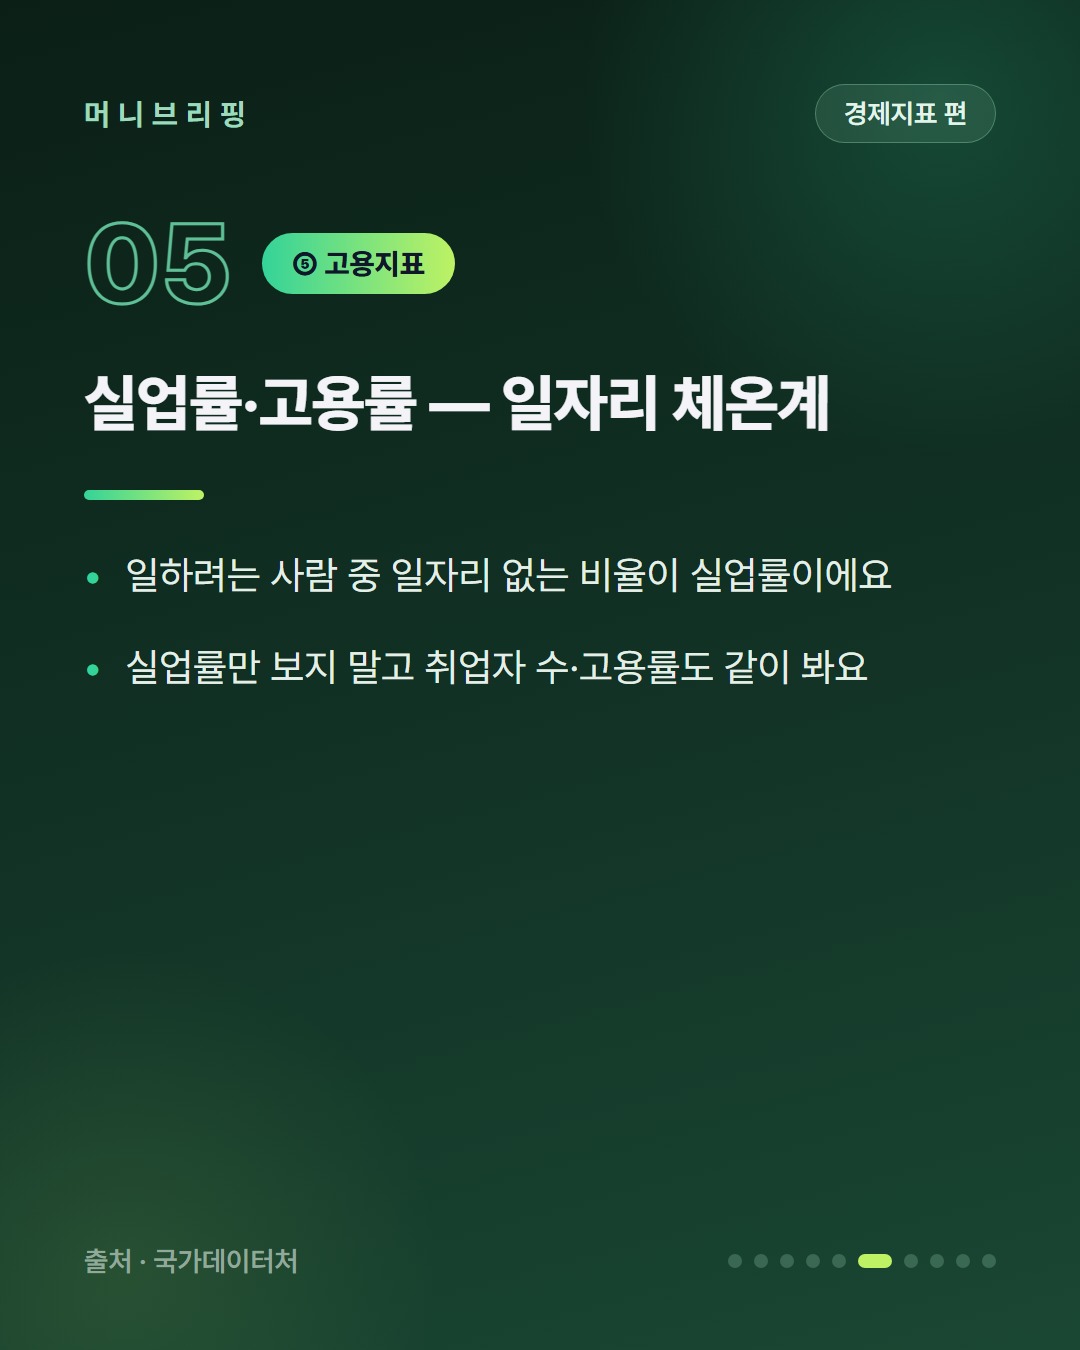 머니브리핑
경제지표 편
05
❺ 고용지표
실업률·고용률 — 일자리 체온계
• 일하려는 사람 중 일자리 없는 비율이 실업률이에요
• 실업률만 보지 말고 취업자 수·고용률도 같이 봐요
출처 · 국가데이터처